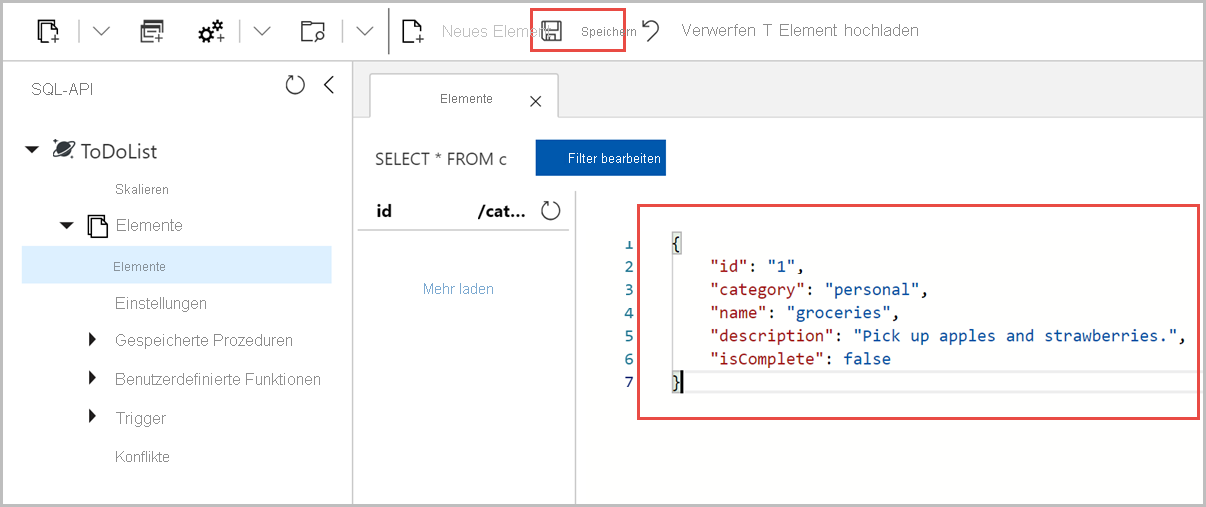 Neues Element Speichern Verwerfen T Element hochladen
SQL-API
ToDoList
Skalieren
Elemente
Elemente
Einstellungen
Gespeicherte Prozeduren
Benutzerdefinierte Funktionen
Trigger
Konflikte
Elemente
SELECT * FROM c Filter bearbeiten
id /cat...
Mehr laden
1 {
2 "id": "1",
3 "category": "personal",
4 "name": "groceries",
5 "description": "Pick up apples and strawberries.",
6 "isComplete": false
7 }